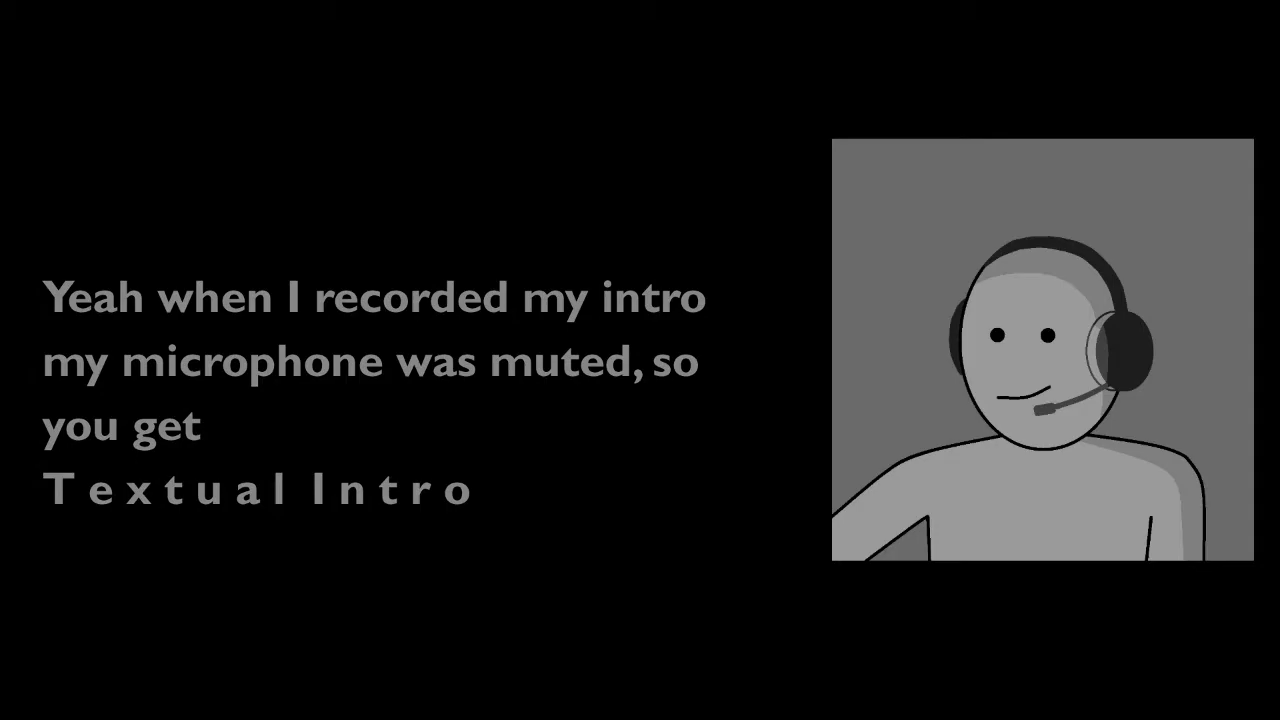 Yeah when I recorded my intro
my microphone was muted, so
you get
T e x t u a l  I n t r o